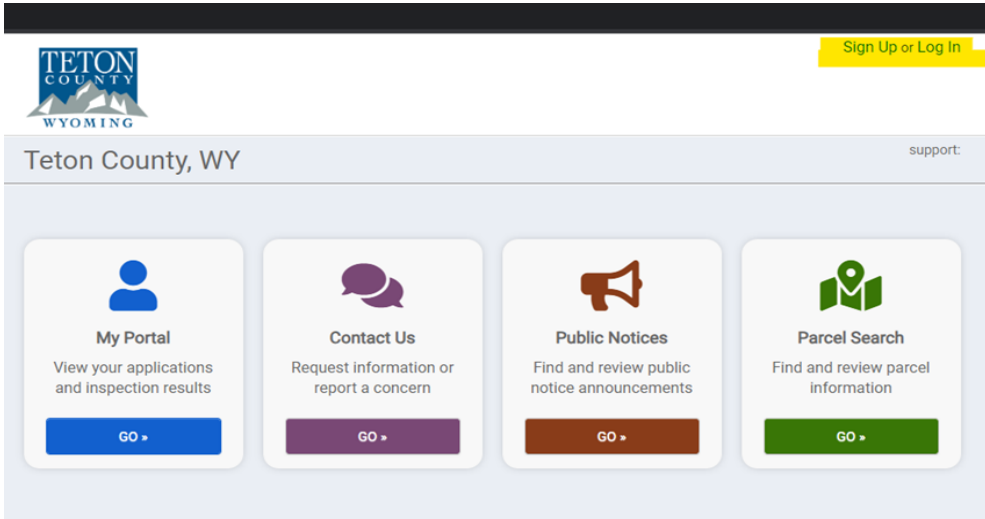 TETON
COUNTY
WYOMING
Sign Up or Log In
Teton County, WY
support:
My Portal
View your applications
and inspection results
GO »
Contact Us
Request information or
report a concern
GO »
Public Notices
Find and review public
notice announcements
GO »
Parcel Search
Find and review parcel
information
GO »